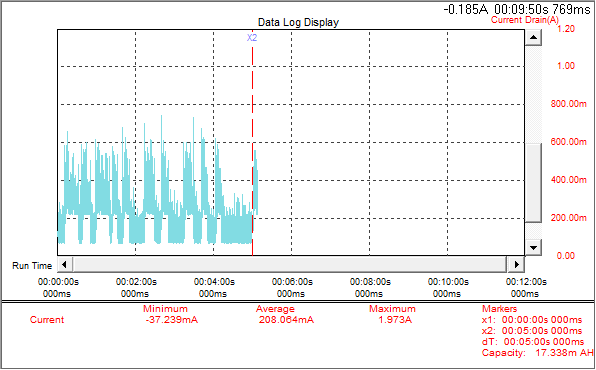 -0.185A 00:09:50s 769ms
Data Log Display
Current Drain(A)
X2
1.20
1.00
800.00m
600.00m
400.00m
200.00m
0.00
Run Time
00:00:00s 00:02:00s 00:04:00s 00:06:00s 00:08:00s 00:10:00s 00:12:00s
000ms 000ms 000ms 000ms 000ms 000ms 000ms
Minimum Average Maximum Markers
Current -37.239mA 208.064mA 1.973A x1: 00:00:00s 000ms
x2: 00:05:00s 000ms
dT: 00:05:00s 000ms
Capacity: 17.338m AH